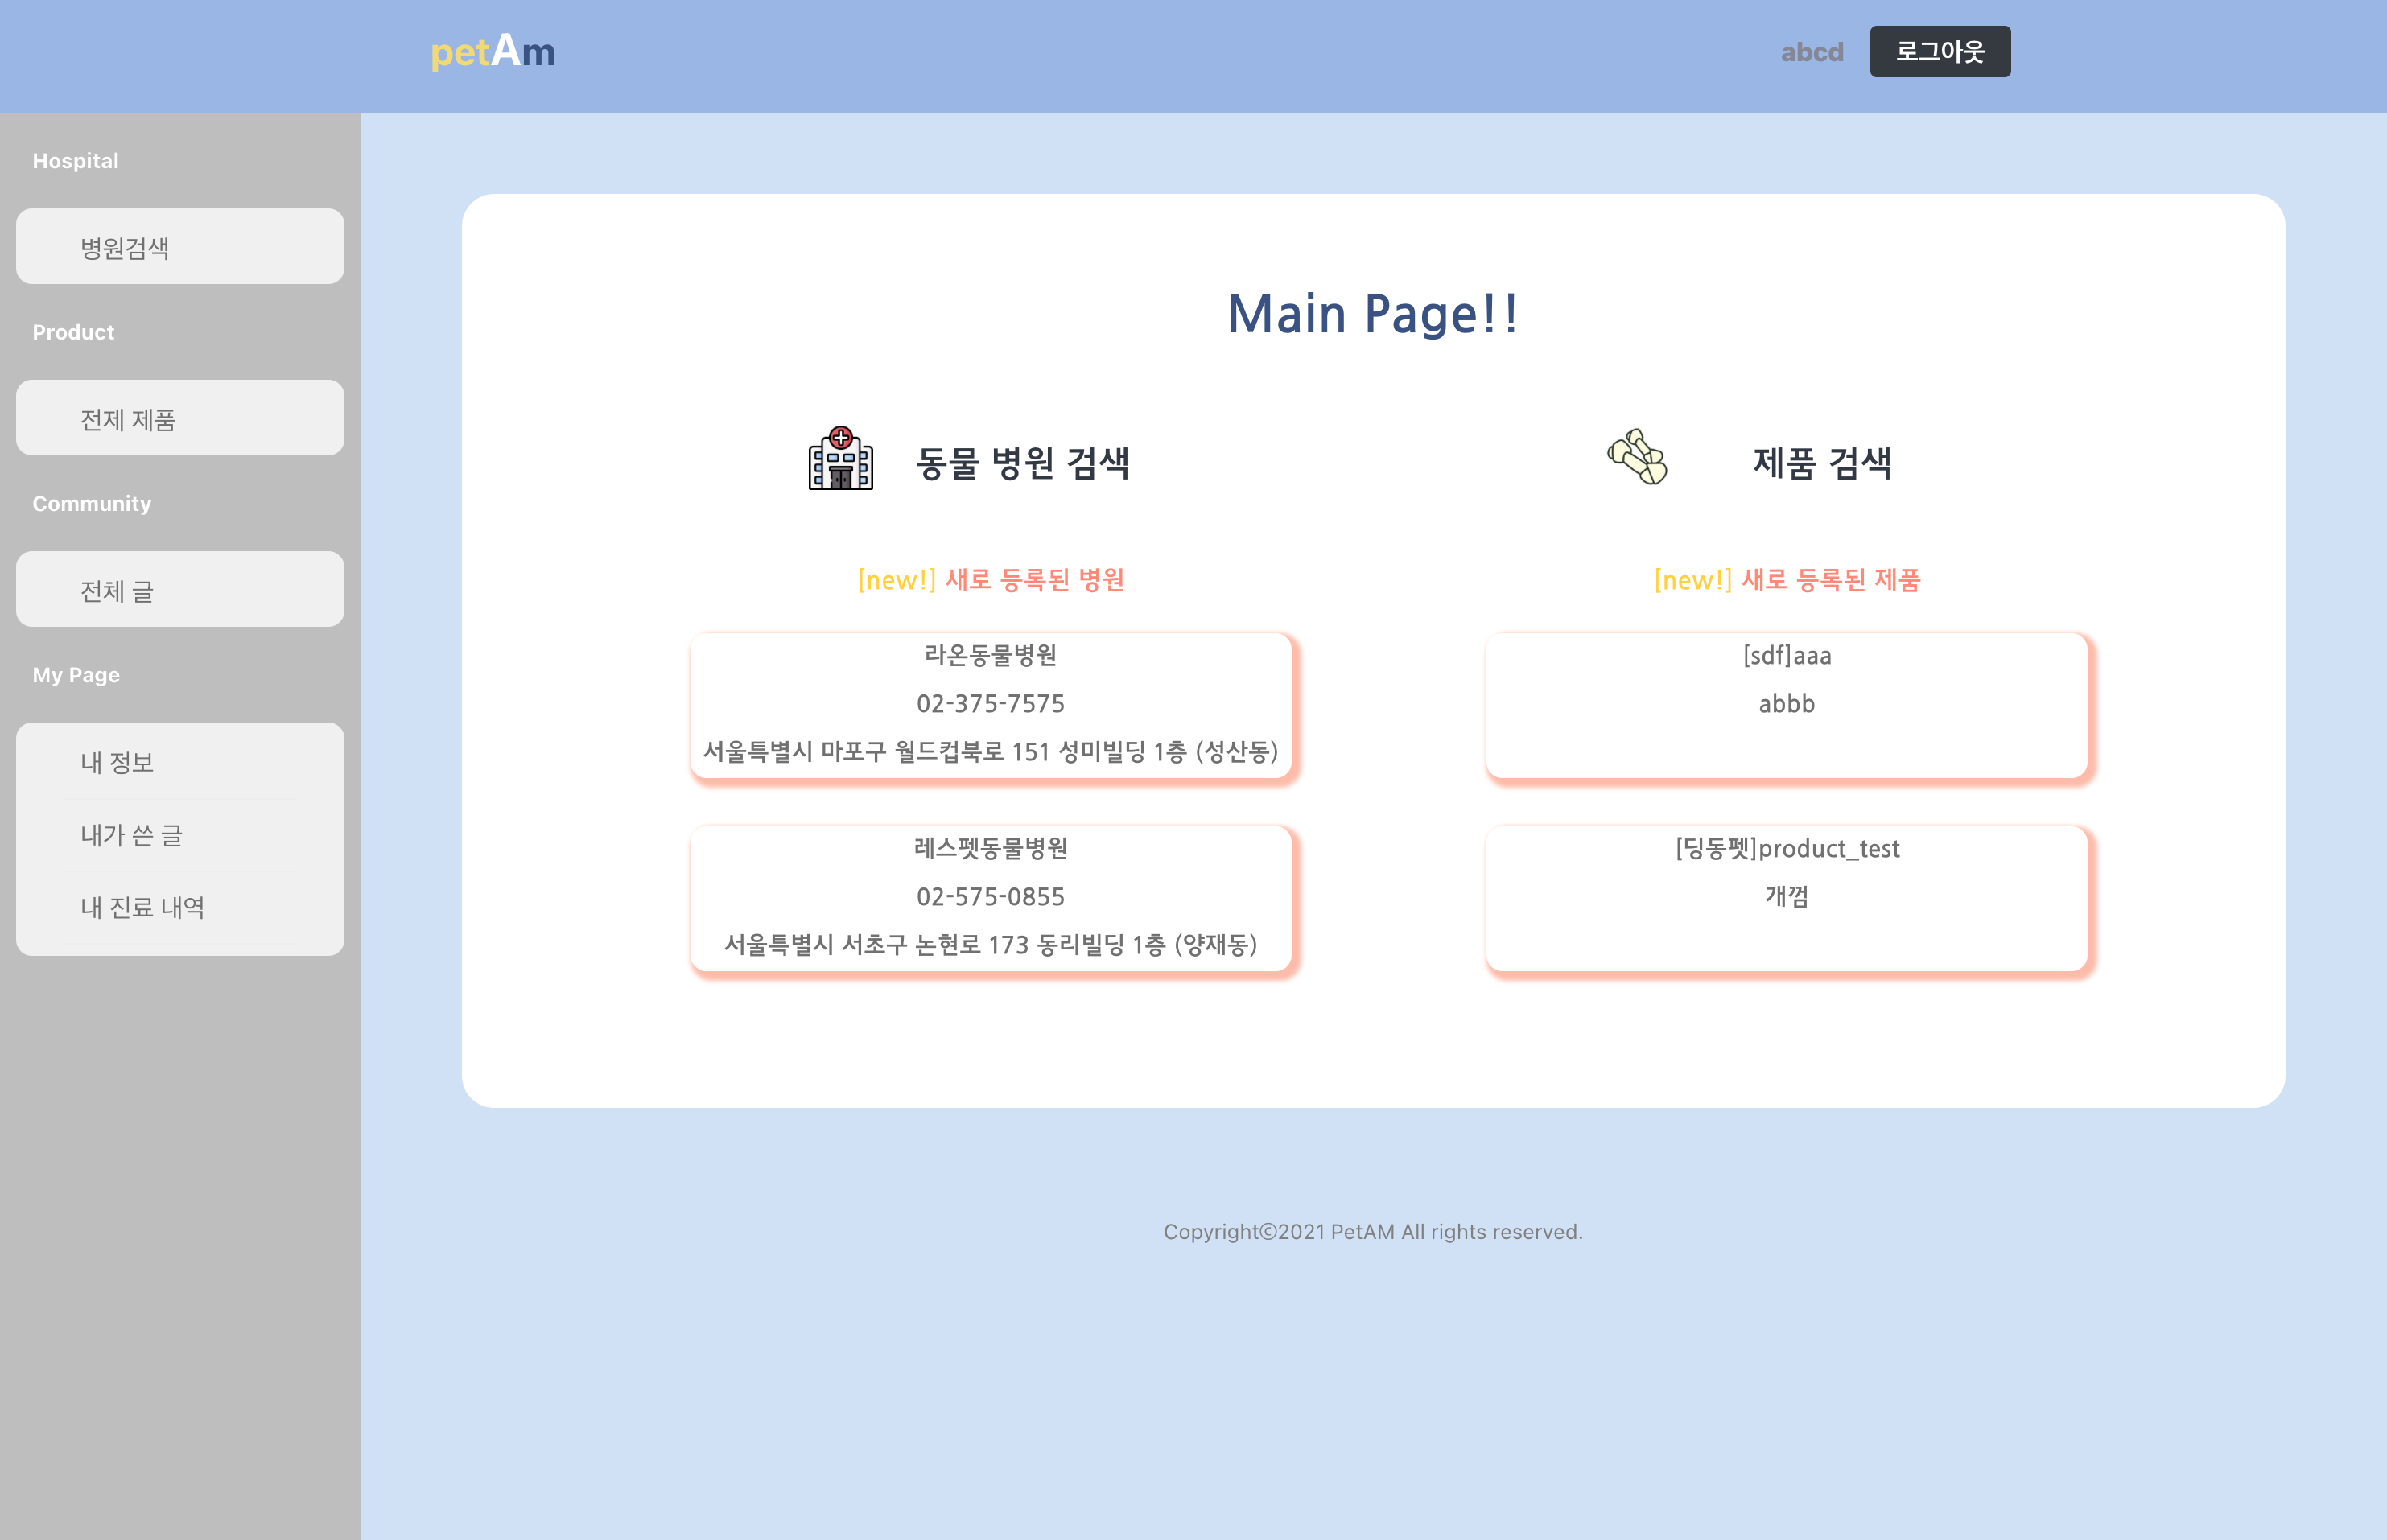 petAm
abcd
로그아웃
Hospital
병원검색
Product
전제 제품
Community
전체 글
My Page
내 정보
내가 쓴 글
내 진료 내역
Main Page!!
동물 병원 검색
[new!] 새로 등록된 병원
라온동물병원
02-375-7575
서울특별시 마포구 월드컵북로 151 성미빌딩 1층 (성산동)
레스펫동물병원
02-575-0855
서울특별시 서초구 논현로 173 동리빌딩 1층 (양재동)
제품 검색
[new!] 새로 등록된 제품
[sdf]aaa
abbb
[딩동펫]product_test
개껌
Copyrightⓒ2021 PetAM All rights reserved.